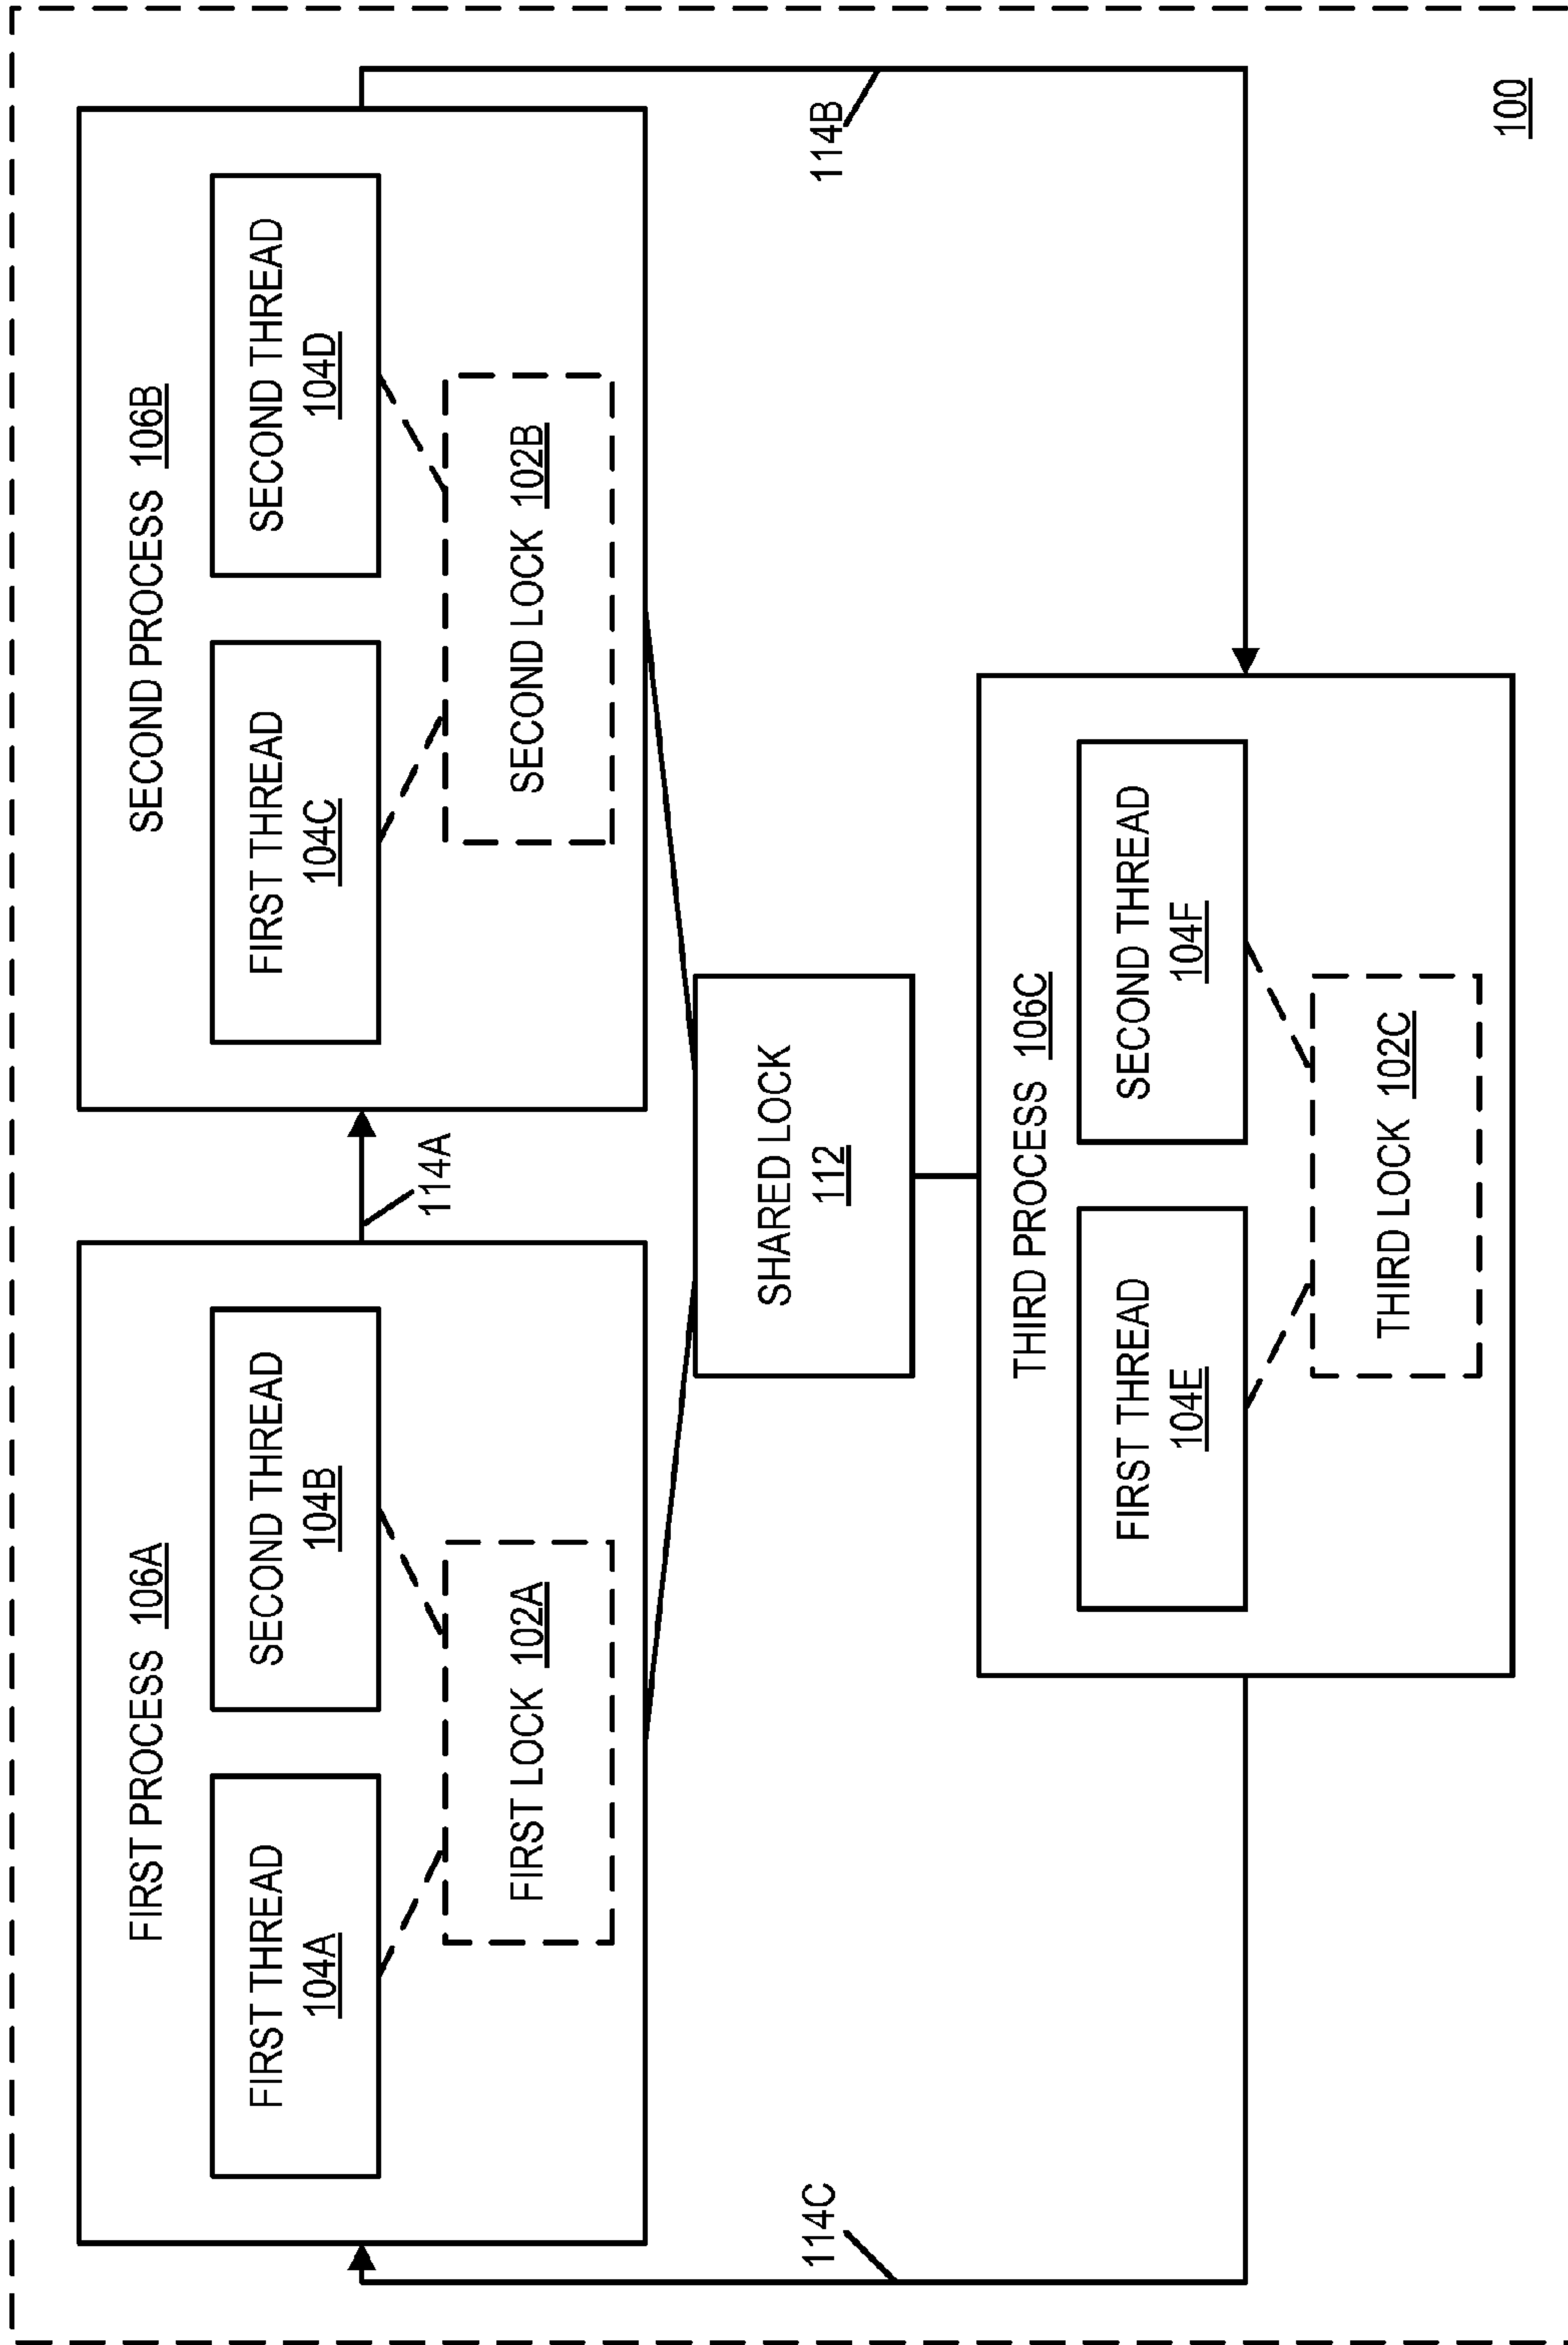 FIRST PROCESS 106A
FIRST THREAD
104A
SECOND THREAD
104B
FIRST LOCK 102A
114A
SECOND PROCESS 106B
FIRST THREAD
104C
SECOND THREAD
104D
SECOND LOCK 102B
SHARED LOCK
112
114C
114B
THIRD PROCESS 106C
FIRST THREAD
104E
SECOND THREAD
104F
THIRD LOCK 102C
100